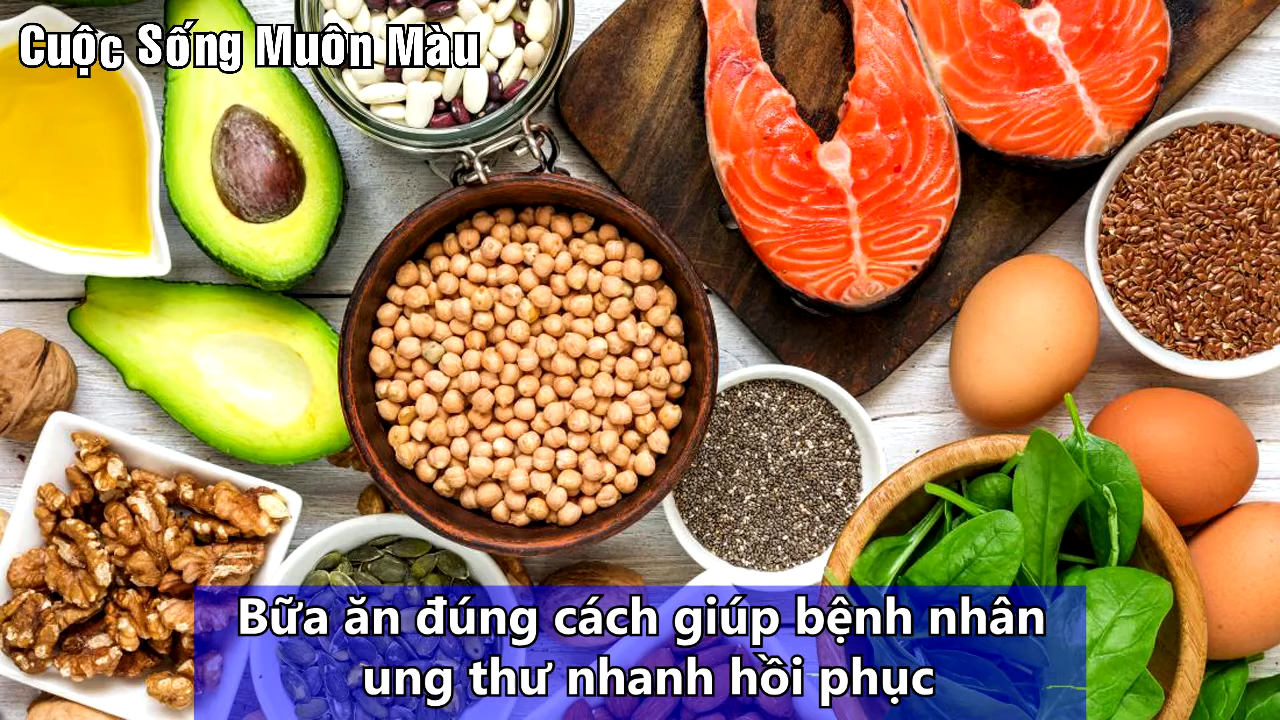 Cuộc Sống Muôn Màu
Bữa ăn đúng cách giúp bệnh nhân
ung thư nhanh hồi phục